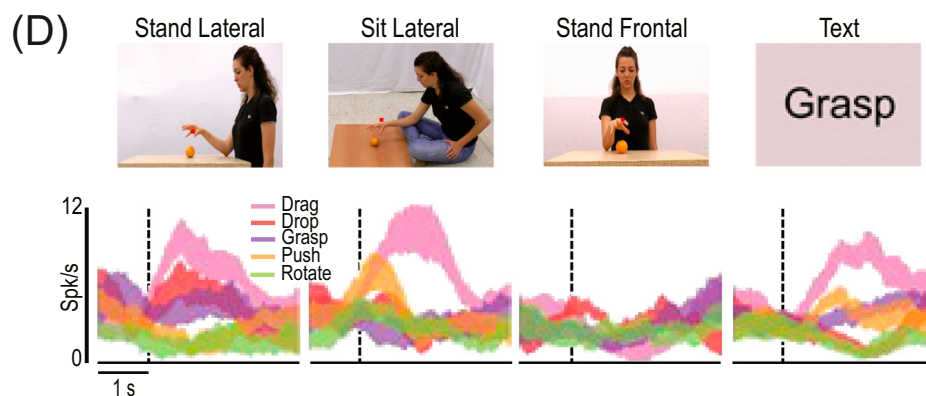 (D)
Stand Lateral
Sit Lateral
Stand Frontal
Text
Grasp
12
Spk/s
0
Drag
Drop
Grasp
Push
Rotate
1 s